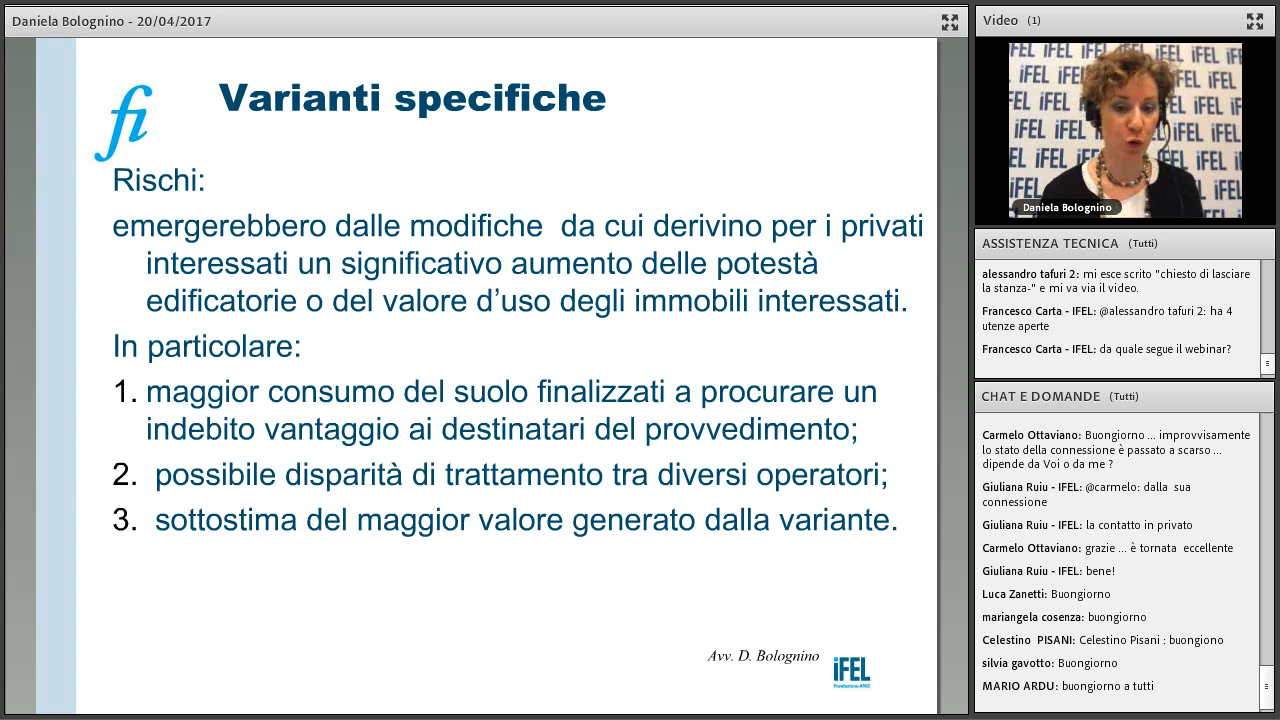 Daniela Bolognino - 20/04/2017
fi
Varianti specifiche
Rischi:
emergerebbero dalle modifiche da cui derivino per i privati
interessati un significativo aumento delle potestà
edificatorie o del valore d’uso degli immobili interessati.
In particolare:
1. maggior consumo del suolo finalizzati a procurare un
indebito vantaggio ai destinatari del provvedimento;
2. possibile disparità di trattamento tra diversi operatori;
3. sottostima del maggior valore generato dalla variante.
Avv. D. Bolognino
iFEL
Fondazione ANCI
Video (1)
iFEL iFEL iFEL iFEL
Daniela Bolognino
ASSISTENZA TECNICA (Tutti)
alessandro tafuri 2: mi esce scrito "chiesto di lasciare
la stanza-" e mi va via il video.
Francesco Carta - IFEL: @alessandro tafuri 2: ha 4
utenze aperte
Francesco Carta - IFEL: da quale segue il webinar?
CHAT E DOMANDE (Tutti)
Carmelo Ottaviano: Buongiorno ... improvvisamente
lo stato della connessione è passato a scarso ...
dipende da Voi o da me ?
Giuliana Ruiu - IFEL: @carmelo: dalla sua
connessione
Giuliana Ruiu - IFEL: la contatto in privato
Carmelo Ottaviano: grazie ... è tornata eccellente
Giuliana Ruiu - IFEL: bene!
Luca Zanetti: Buongiorno
mariangela cosenza: buongiorno
Celestino PISANI: Celestino Pisani : buongiono
silvia gavotto: Buongiorno
MARIO ARDU: buongiorno a tutti